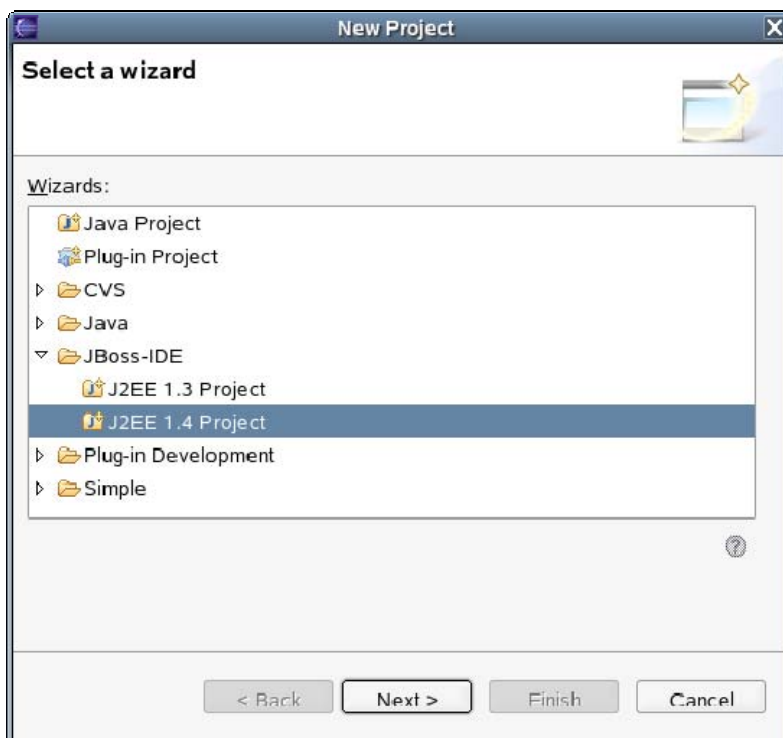 New Project
Select a wizard
Wizards:
Java Project
Plug-in Project
CVS
Java
JBoss-IDE
J2EE 1.3 Project
J2EE 1.4 Project
Plug-in Development
Simple
< Back Next > Finish Cancel